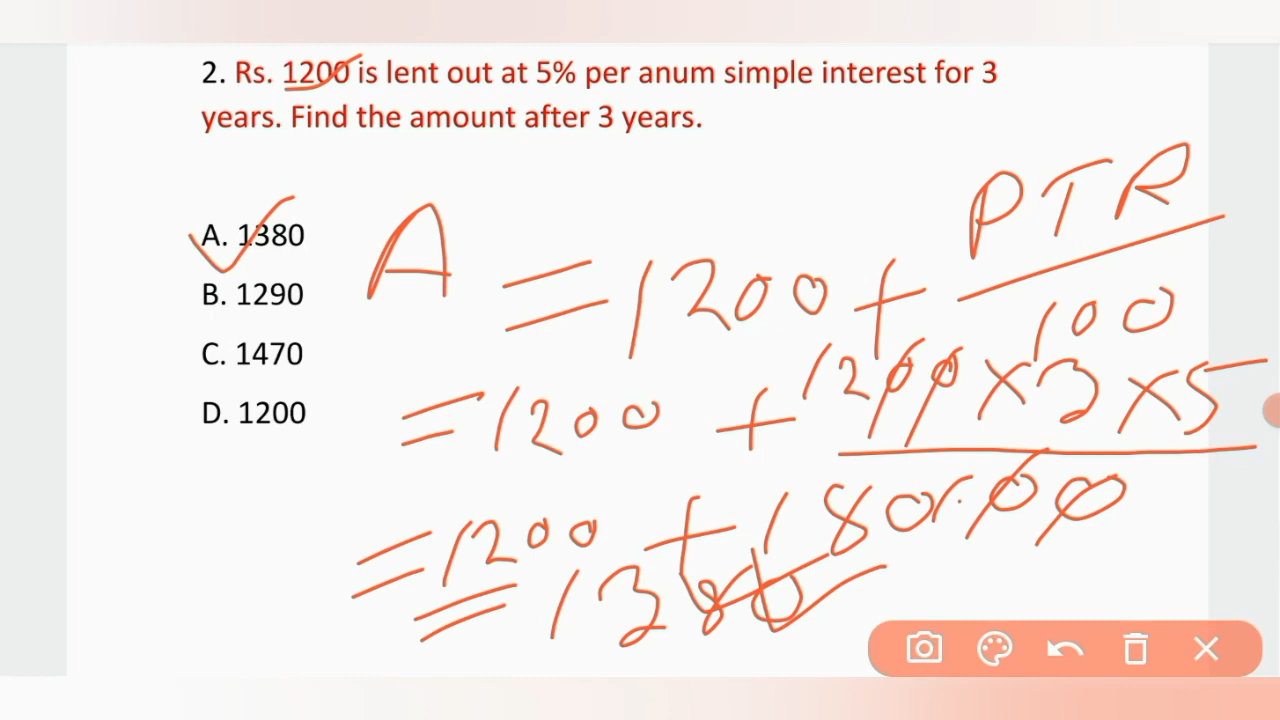 2. Rs. 1200 is lent out at 5% per anum simple interest for 3
years. Find the amount after 3 years.
A. 1380
B. 1290
C. 1470
D. 1200
A = 1200 + PTR
100
= 1200 + 1200 × 3 × 5
100
= 1200 + 180
= 1380